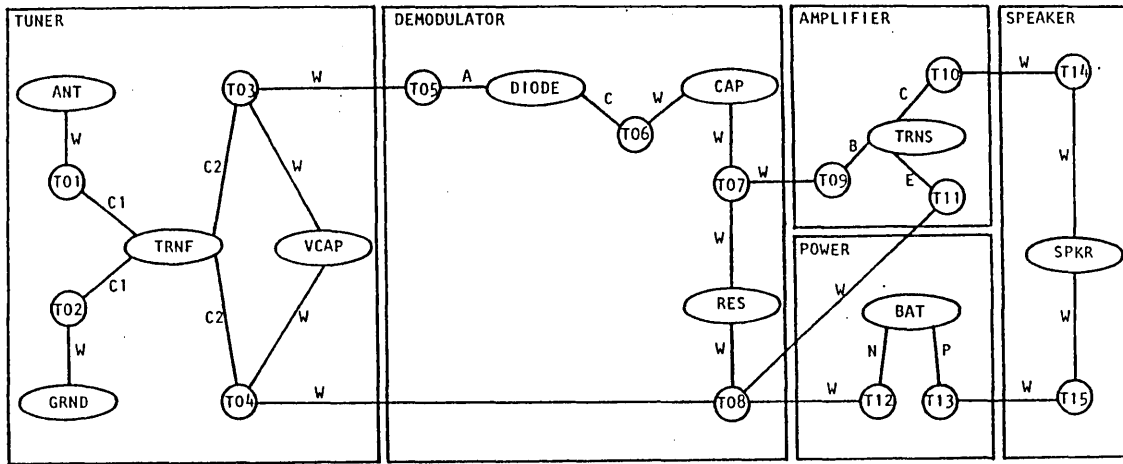 TUNER
DEMODULATOR
AMPLIFIER
SPEAKER
ANT
W
T01
C1
TRNF
C1
T02
W
GRND
T03
C2
W
VCAP
C2
W
T04
W
W
T05
A
DIODE
C
T06
W
CAP
W
T07
W
W
RES
W
T08
T09
B
TRNS
C
T10
E
T11
W
W
POWER
BAT
N
P
W
T12
T13
W
T14
W
SPKR
W
T15